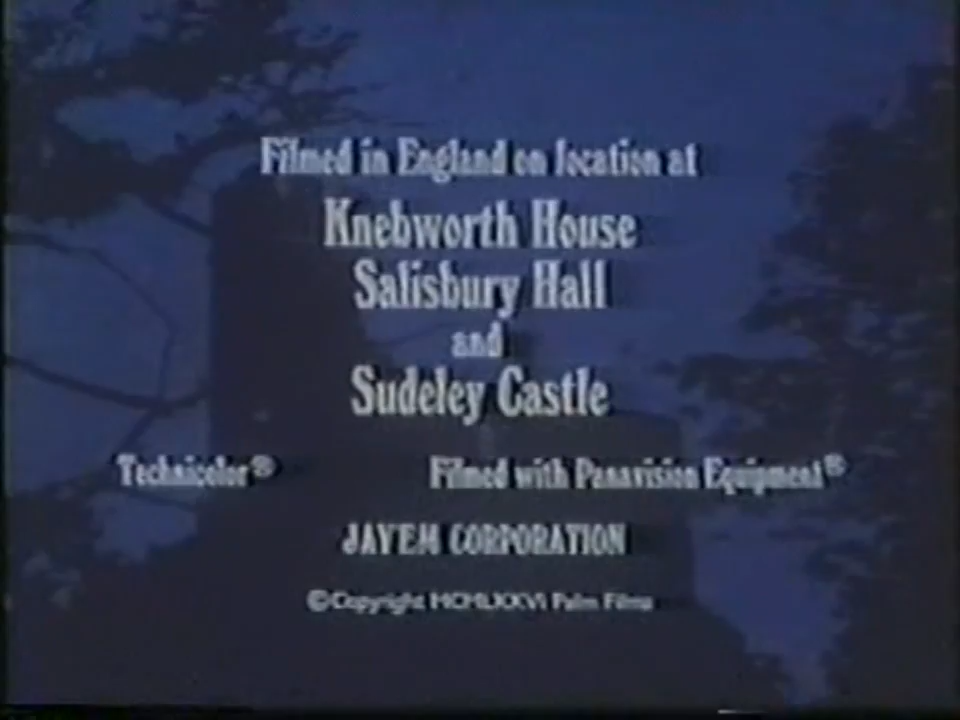 Filmed in England on location at
Knebworth House
Salisbury Hall
and
Sudeley Castle
Technicolor® Filmed with Panavision Equipment®
JAYEM CORPORATION
©Copyright MCMLXXVI Palm Films